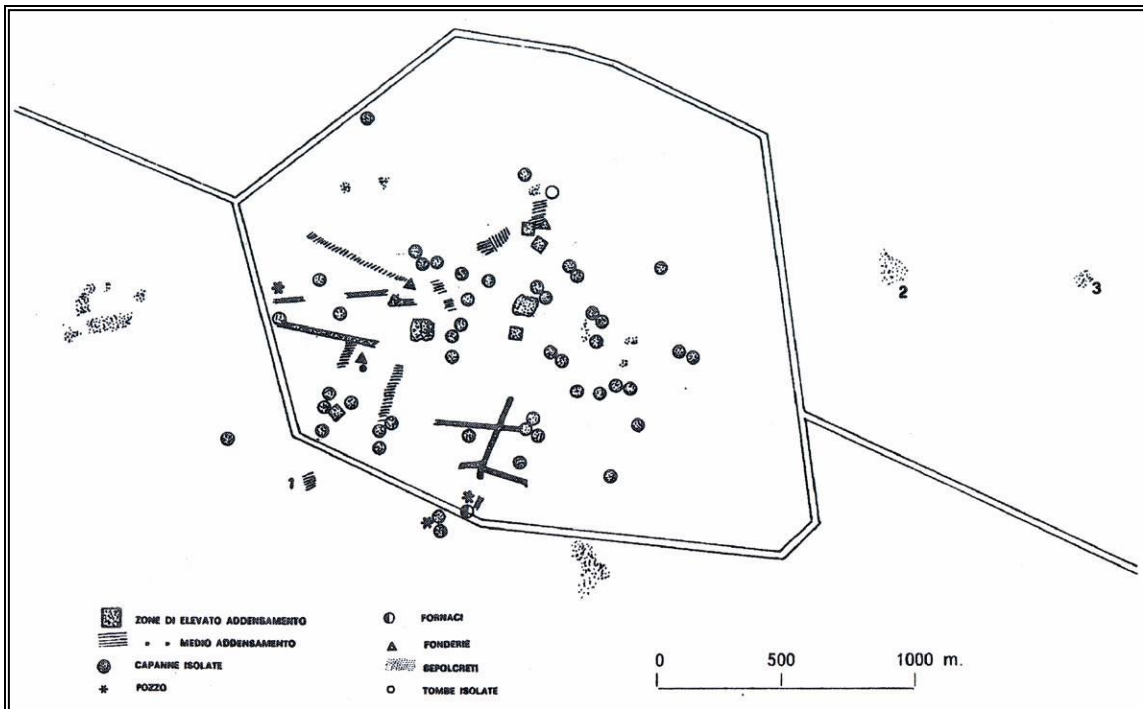 2
3
1
ZONE DI ELEVATO ADDENSAMENTO
• • MEDIO ADDENSAMENTO
CAPANNE ISOLATE
POZZO
FORNACI
FONDERIE
SEPOLCRETI
TOMBE ISOLATE
0 500 1000 m.